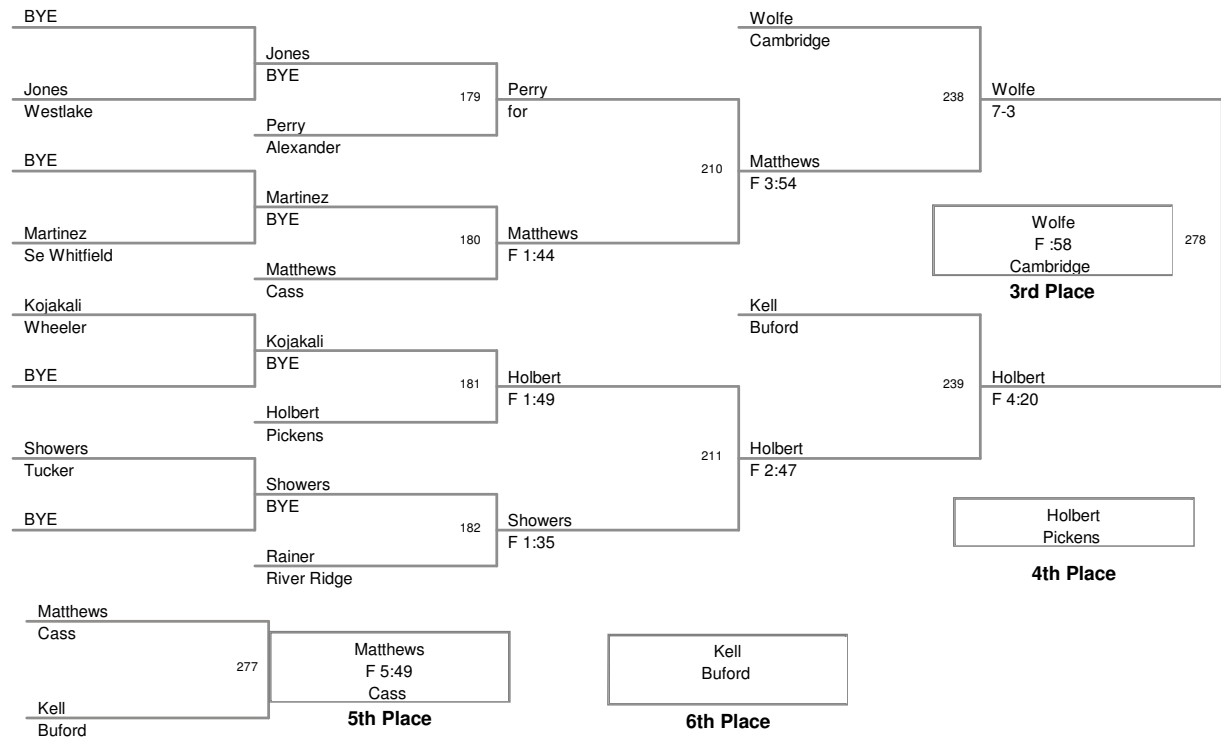 BYE
Jones
Westlake
BYE
Martinez
Se Whitfield
Kojakali
Wheeler
BYE
Showers
Tucker
BYE
Jones
BYE
179
Perry
Alexander
Martinez
BYE
180
Matthews
Cass
Kojakali
BYE
181
Holbert
Pickens
Showers
BYE
182
Rainer
River Ridge
Perry
for
210
Matthews
F 1:44
Holbert
F 1:49
211
Showers
F 1:35
Wolfe
Cambridge
238
Matthews
F 3:54
Kell
Buford
239
Holbert
F 2:47
Wolfe
7-3
278
Holbert
F 4:20
Wolfe
F :58
Cambridge
3rd Place
Holbert
Pickens
4th Place
Matthews
Cass
277
Kell
Buford
Matthews
F 5:49
Cass
5th Place
Kell
Buford
6th Place